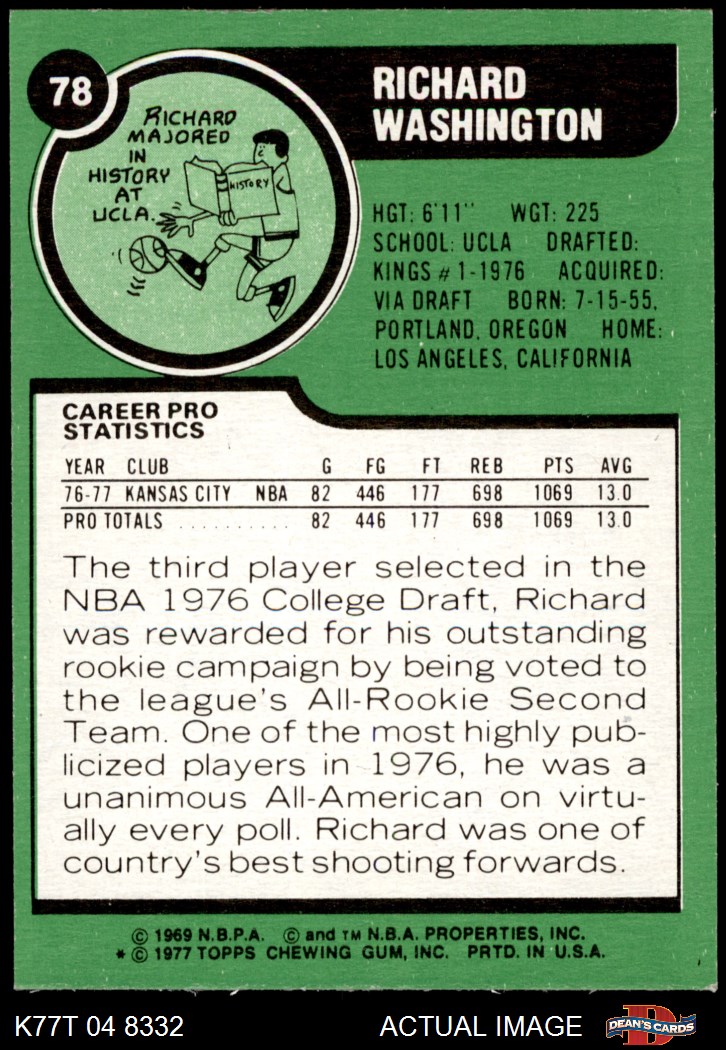 78
RICHARD
WASHINGTON
RICHARD
MAJORED
IN
HISTORY
AT
UCLA.
HISTORY
HGT: 6'11" WGT: 225
SCHOOL: UCLA DRAFTED:
KINGS # 1-1976 ACQUIRED:
VIA DRAFT BORN: 7-15-55,
PORTLAND, OREGON HOME:
LOS ANGELES, CALIFORNIA
CAREER PRO
STATISTICS
YEAR CLUB G FG FT REB PTS AVG
76-77 KANSAS CITY NBA 82 446 177 698 1069 13.0
PRO TOTALS . . . . . . . . . . 82 446 177 698 1069 13.0
The third player selected in the
NBA 1976 College Draft, Richard
was rewarded for his outstanding
rookie campaign by being voted to
the league's All-Rookie Second
Team. One of the most highly pub-
licized players in 1976, he was a
unanimous All-American on virtu-
ally every poll. Richard was one of
country's best shooting forwards.
© 1969 N.B.P.A. © and TM N.B.A. PROPERTIES, INC.
* © 1977 TOPPS CHEWING GUM, INC. PRTD. IN U.S.A.
K77T 04 8332 ACTUAL IMAGE
D
DEAN'S CARDS